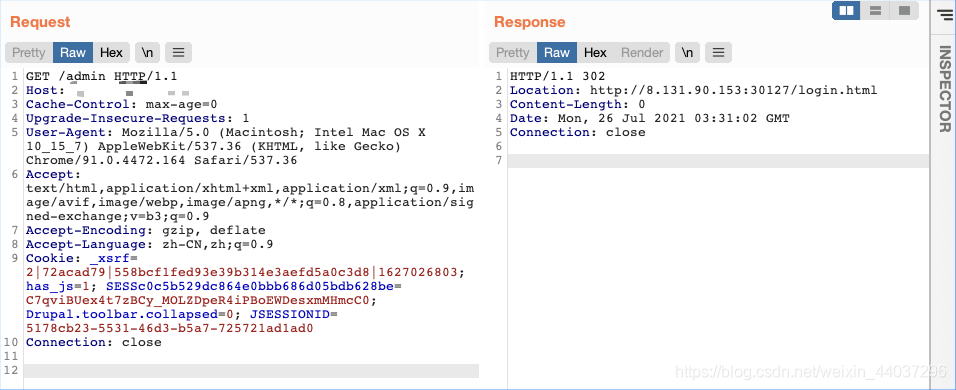 Request
Response
Pretty Raw Hex \n
Pretty Raw Hex Render \n
INSPECTOR
1 GET /admin HTTP/1.1
2 Host:
3 Cache-Control: max-age=0
4 Upgrade-Insecure-Requests: 1
5 User-Agent: Mozilla/5.0 (Macintosh; Intel Mac OS X
10_15_7) AppleWebKit/537.36 (KHTML, like Gecko)
Chrome/91.0.4472.164 Safari/537.36
6 Accept:
text/html,application/xhtml+xml,application/xml;q=0.9,ima
ge/avif,image/webp,image/apng,*/*;q=0.8,application/sig
ned-exchange;v=b3;q=0.9
7 Accept-Encoding: gzip, deflate
8 Accept-Language: zh-CN,zh;q=0.9
9 Cookie: _xsrf=
2|72acad79|558bcf1fed93e39b314e3aefd5a0c3d8|1627026803;
has_js=1; SESSc0c5b529dc864e0bbb686d05bdb628be=
C7qviBUex4t7zBCy_MOLZDpeR4iPBoEWDesxmMHmcC0;
Drupal.toolbar.collapsed=0; JSESSIONID=
5178cb23-5531-46d3-b5a7-725721ad1ad0
10 Connection: close
11
12
1 HTTP/1.1 302
2 Location: http://8.131.90.153:30127/login.html
3 Content-Length: 0
4 Date: Mon, 26 Jul 2021 03:31:02 GMT
5 Connection: close
6
7
https://blog.csdn.net/weixin_44037296